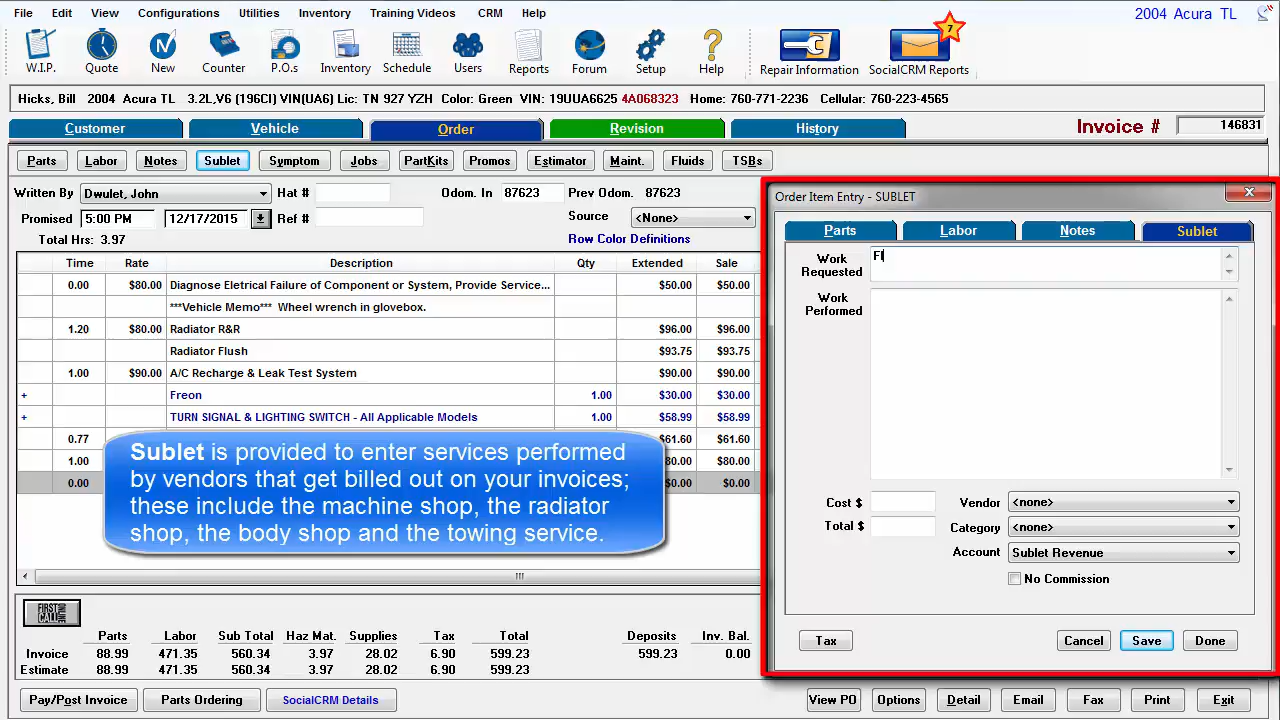 File Edit View Configurations Utilities Inventory Training Videos CRM Help 2004 Acura TL
7
W.I.P. Quote New Counter P.O.s Inventory Schedule Users Reports Forum Setup Help Repair Information SocialCRM Reports
Hicks, Bill 2004 Acura TL 3.2L,V6 (196CI) VIN(UA6) Lic: TN 927 YZH Color: Green VIN: 19UUA6625 4A068323 Home: 760-771-2236 Cellular: 760-223-4565
Customer Vehicle Order Revision History Invoice # 146831
Parts Labor Notes Sublet Symptom Jobs PartKits Promos Estimator Maint. Fluids TSBs
Written By Dwulet, John Hat # Odom. In 87623 Prev Odom. 87623
Promised 5:00 PM 12/17/2015 Ref # Source <None>
Total Hrs: 3.97 Row Color Definitions
Time Rate Description Qty Extended Sale
0.00 $80.00 Diagnose Eletrical Failure of Component or System, Provide Service... $50.00 $50.00
***Vehicle Memo*** Wheel wrench in glovebox.
1.20 $80.00 Radiator R&R $96.00 $96.00
Radiator Flush $93.75 $93.75
1.00 $90.00 A/C Recharge & Leak Test System $90.00 $90.00
+ Freon 1.00 $30.00 $30.00
+ TURN SIGNAL & LIGHTING SWITCH - All Applicable Models 1.00 $58.99 $58.99
0.77 $61.60 $61.60
1.00 $80.00
0.00 $0.00 $0.00
Sublet is provided to enter services performed
by vendors that get billed out on your invoices;
these include the machine shop, the radiator
shop, the body shop and the towing service.
Order Item Entry - SUBLET
Parts Labor Notes Sublet
Work
Requested
Work
Performed
Cost $ Vendor <none>
Total $ Category <none>
Account Sublet Revenue
No Commission
Tax Cancel Save Done
FIRST
CALL
Parts Labor Sub Total Haz Mat. Supplies Tax Total Deposits Inv. Bal.
Invoice 88.99 471.35 560.34 3.97 28.02 6.90 599.23 599.23 0.00
Estimate 88.99 471.35 560.34 3.97 28.02 6.90 599.23
Pay/Post Invoice Parts Ordering SocialCRM Details View PO Options Detail Email Fax Print Exit